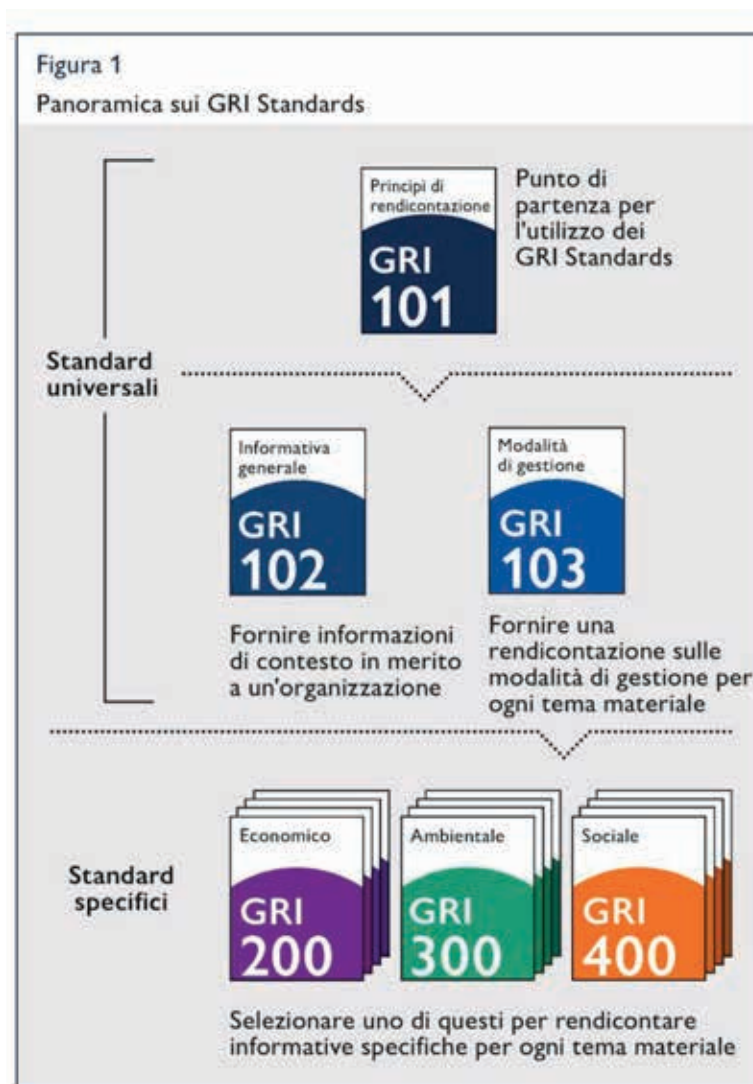 Figura 1
Panoramica sui GRI Standards
Principi di
rendicontazione
GRI
101
Punto di
partenza per
l'utilizzo dei
GRI Standards
Standard
universali
Informativa
generale
GRI
102
Modalità
di gestione
GRI
103
Fornire informazioni
di contesto in merito
a un'organizzazione
Fornire una
rendicontazione sulle
modalità di gestione per
ogni tema materiale
Standard
specifici
Economico
GRI
200
Ambientale
GRI
300
Sociale
GRI
400
Selezionare uno di questi per rendicontare
informative specifiche per ogni tema materiale